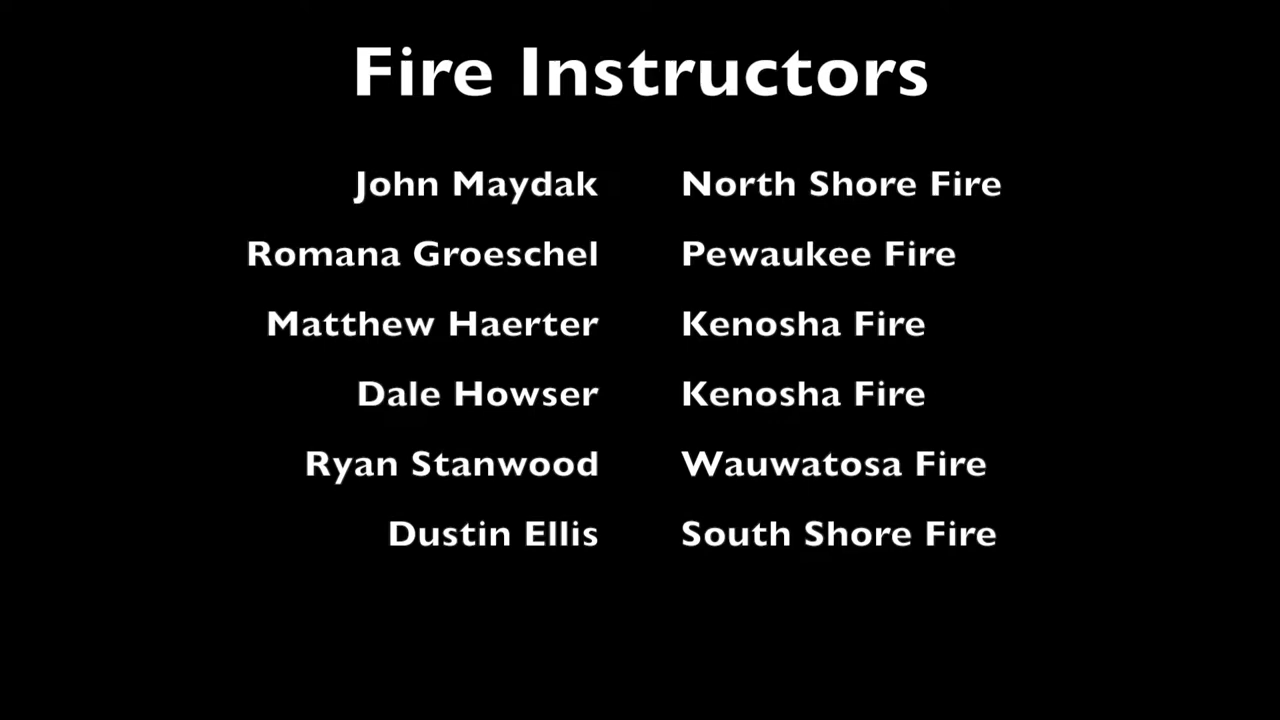 Fire Instructors
John Maydak North Shore Fire
Romana Groeschel Pewaukee Fire
Matthew Haerter Kenosha Fire
Dale Howser Kenosha Fire
Ryan Stanwood Wauwatosa Fire
Dustin Ellis South Shore Fire